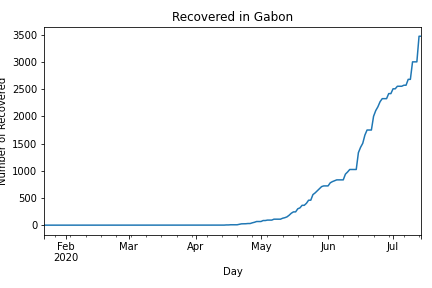 Recovered in Gabon
Number of Recovered
3500
3000
2500
2000
1500
1000
500
0
Feb
2020
Mar
Apr
May
Jun
Jul
Day